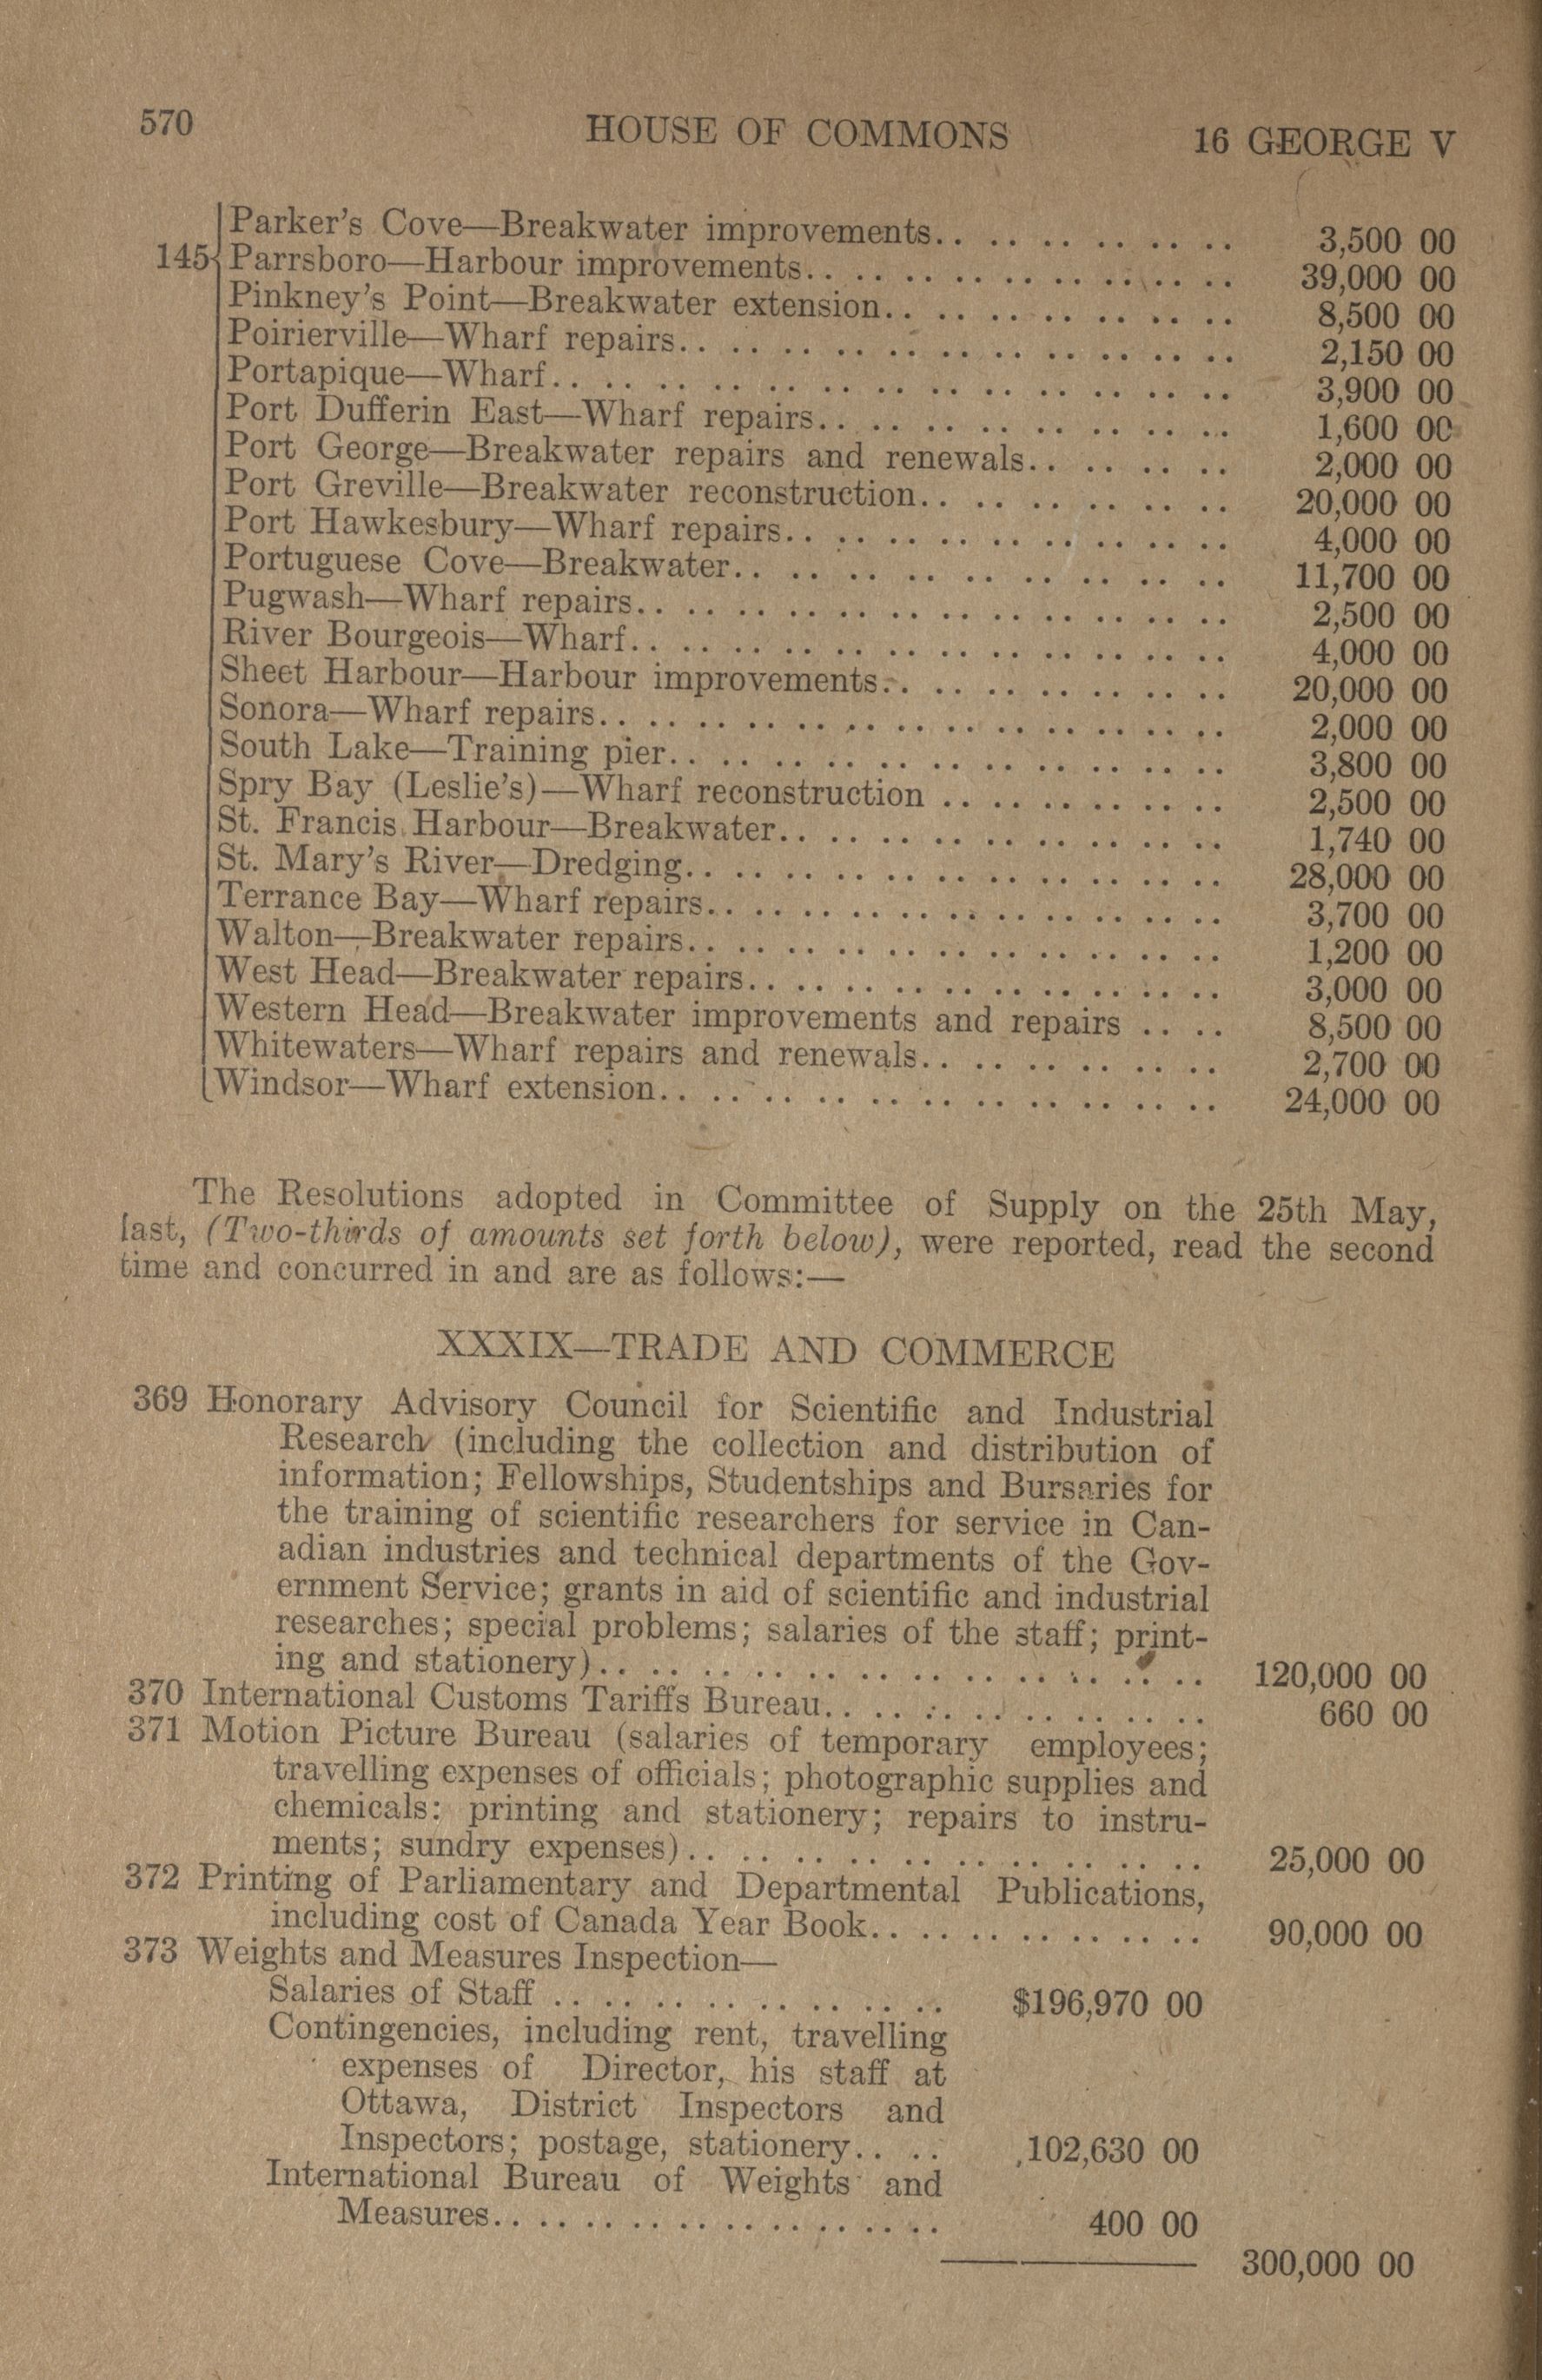 570 HOUSE OF COMMONS 16 GEORGE V
Parker's Cove—Breakwater improvements.. .. .. .. .. .. 3,500 00
145 Parrsboro—Harbour improvements.. .. .. .. .. .. .. .. 39,000 00
Pinkney's Point—Breakwater extension.. .. .. .. .. .. .. 8,500 00
Poirierville—Wharf repairs.. .. .. .. .. .. .. .. .. .. .. 2,150 00
Portapique—Wharf.. .. .. .. .. .. .. .. .. .. .. .. .. 3,900 00
Port Dufferin East—Wharf repairs.. .. .. .. .. .. .. .. 1,600 00
Port George—Breakwater repairs and renewals.. .. .. .. .. 2,000 00
Port Greville—Breakwater reconstruction.. .. .. .. .. .. 20,000 00
Port Hawkesbury—Wharf repairs.. .. .. .. .. .. .. .. .. 4,000 00
Portuguese Cove—Breakwater.. .. .. .. .. .. .. .. .. .. 11,700 00
Pugwash—Wharf repairs.. .. .. .. .. .. .. .. .. .. .. .. 2,500 00
River Bourgeois—Wharf.. .. .. .. .. .. .. .. .. .. .. .. 4,000 00
Sheet Harbour—Harbour improvements.. .. .. .. .. .. .. 20,000 00
Sonora—Wharf repairs.. .. .. .. .. .. .. .. .. .. .. .. .. 2,000 00
South Lake—Training pier.. .. .. .. .. .. .. .. .. .. .. 3,800 00
Spry Bay (Leslie's)—Wharf reconstruction .. .. .. .. .. .. 2,500 00
St. Francis Harbour—Breakwater.. .. .. .. .. .. .. .. .. 1,740 00
St. Mary's River—Dredging.. .. .. .. .. .. .. .. .. .. .. 28,000 00
Terrance Bay—Wharf repairs.. .. .. .. .. .. .. .. .. .. .. 3,700 00
Walton—Breakwater repairs.. .. .. .. .. .. .. .. .. .. .. 1,200 00
West Head—Breakwater repairs.. .. .. .. .. .. .. .. .. .. 3,000 00
Western Head—Breakwater improvements and repairs .. .. 8,500 00
Whitewaters—Wharf repairs and renewals.. .. .. .. .. .. 2,700 00
Windsor—Wharf extension.. .. .. .. .. .. .. .. .. .. .. 24,000 00
The Resolutions adopted in Committee of Supply on the 25th May,
last, (Two-thirds of amounts set forth below), were reported, read the second
time and concurred in and are as follows:—
XXXIX—TRADE AND COMMERCE
369 Honorary Advisory Council for Scientific and Industrial
Research (including the collection and distribution of
information; Fellowships, Studentships and Bursaries for
the training of scientific researchers for service in Can-
adian industries and technical departments of the Gov-
ernment Service; grants in aid of scientific and industrial
researches; special problems; salaries of the staff; print-
ing and stationery).. .. .. .. .. .. .. .. .. .. .. .. 120,000 00
370 International Customs Tariffs Bureau.. .. .. .. .. .. .. .. 660 00
371 Motion Picture Bureau (salaries of temporary employees;
travelling expenses of officials; photographic supplies and
chemicals: printing and stationery; repairs to instru-
ments; sundry expenses).. .. .. .. .. .. .. .. .. .. 25,000 00
372 Printing of Parliamentary and Departmental Publications,
including cost of Canada Year Book.. .. .. .. .. .. .. 90,000 00
373 Weights and Measures Inspection—
Salaries of Staff .. .. .. .. .. .. .. .. $196,970 00
Contingencies, including rent, travelling
expenses of Director, his staff at
Ottawa, District Inspectors and
Inspectors; postage, stationery.. .. 102,630 00
International Bureau of Weights and
Measures.. .. .. .. .. .. .. .. .. .. 400 00
300,000 00